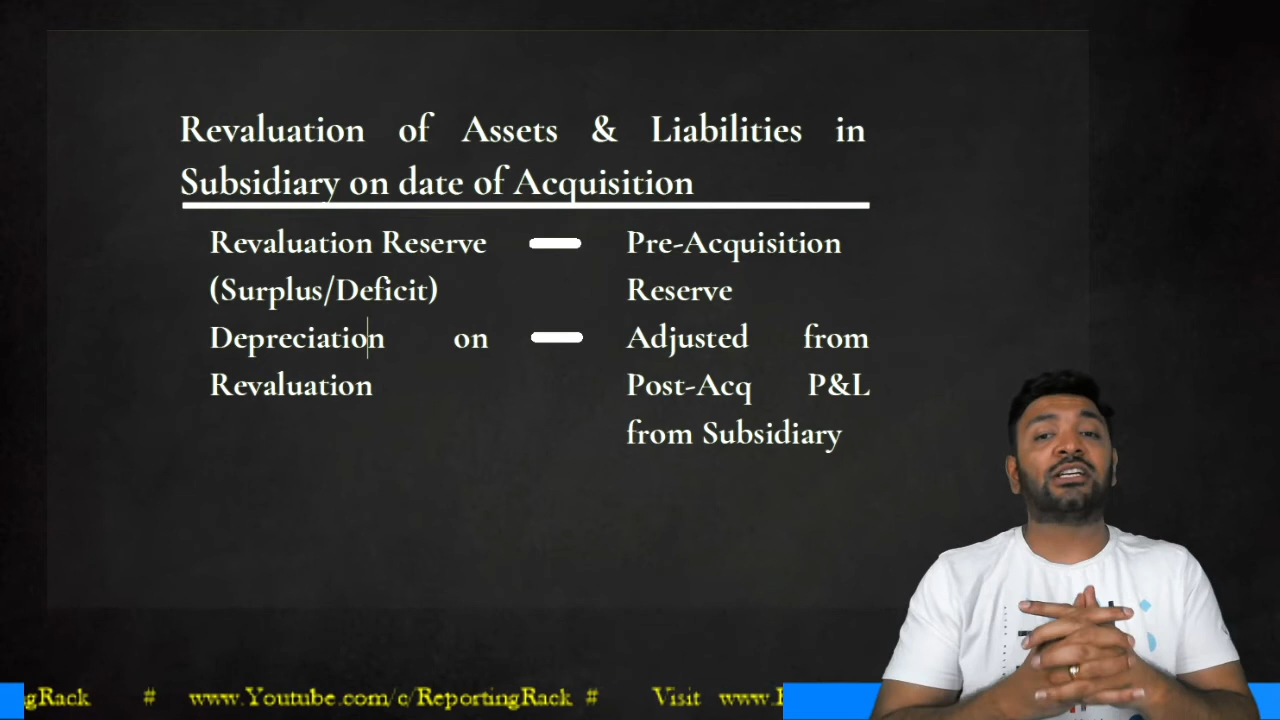 Revaluation of Assets & Liabilities in
Subsidiary on date of Acquisition
Revaluation Reserve
(Surplus/Deficit)
Pre-Acquisition
Reserve
Depreciation on
Revaluation
Adjusted from
Post-Acq P&L
from Subsidiary
ngRack # www.Youtube.com/c/ReportingRack # Visit www.